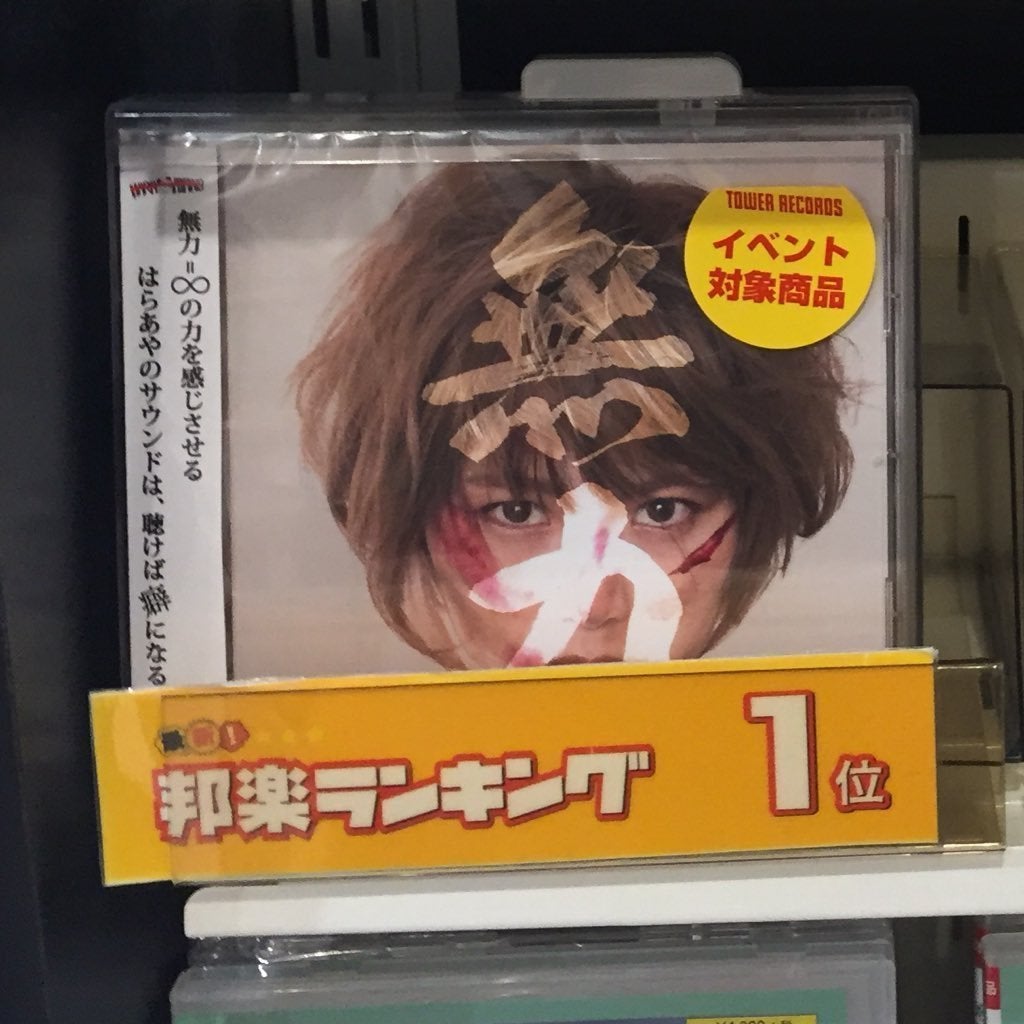 無力=∞の力を感じさせる
はらあやのサウンドは、聴けば癖になる
TOWER RECORDS
イベント
対象商品
無
力
邦楽ランキング
1位